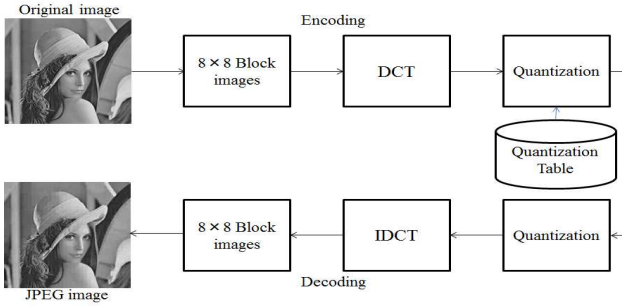 Original image
Encoding
8 × 8 Block
images
DCT
Quantization
Quantization
Table
8 × 8 Block
images
IDCT
Quantization
Decoding
JPEG image